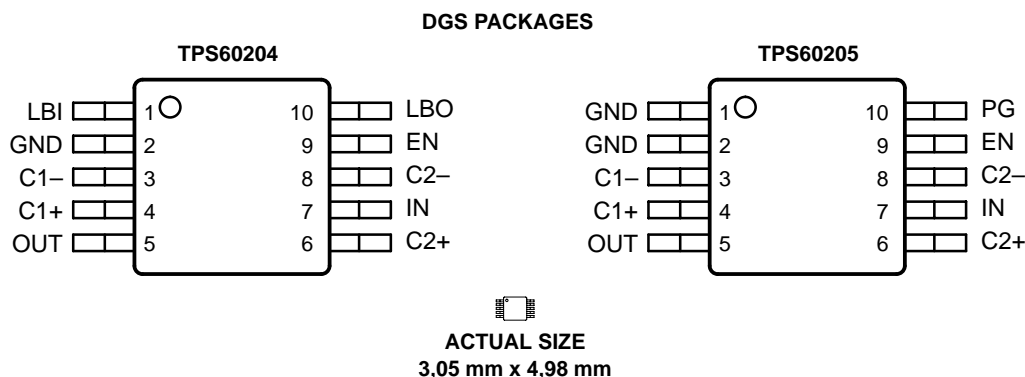 DGS PACKAGES
TPS60204
LBI 1 10 LBO
GND 2 9 EN
C1– 3 8 C2–
C1+ 4 7 IN
OUT 5 6 C2+
TPS60205
GND 1 10 PG
GND 2 9 EN
C1– 3 8 C2–
C1+ 4 7 IN
OUT 5 6 C2+
ACTUAL SIZE
3,05 mm x 4,98 mm